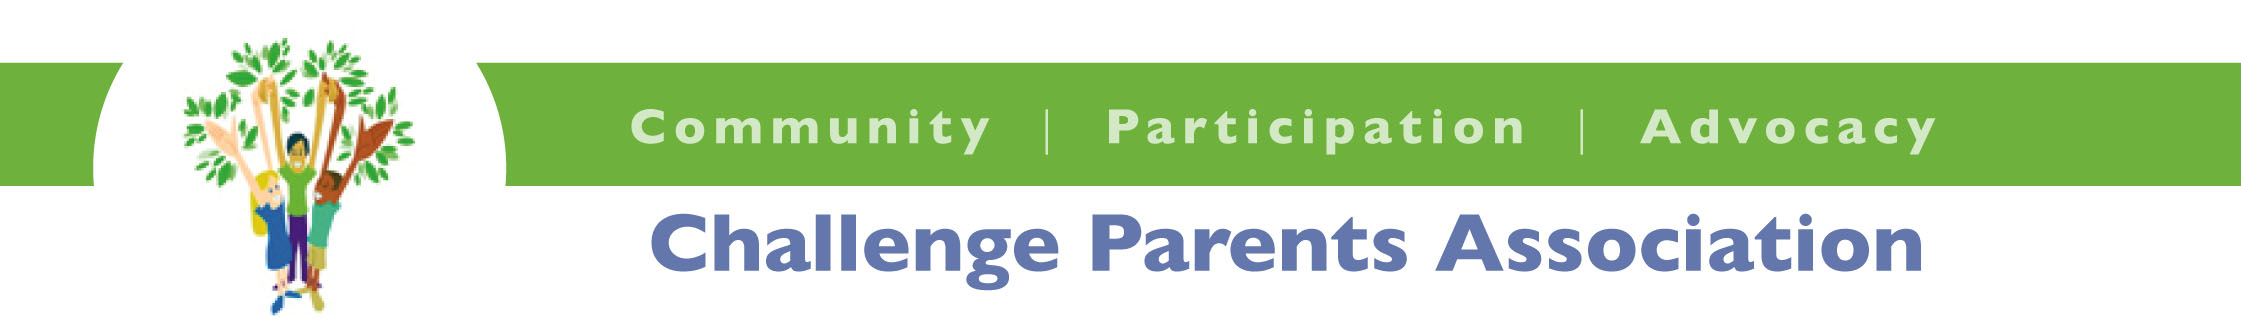 Community | Participation | Advocacy
Challenge Parents Association